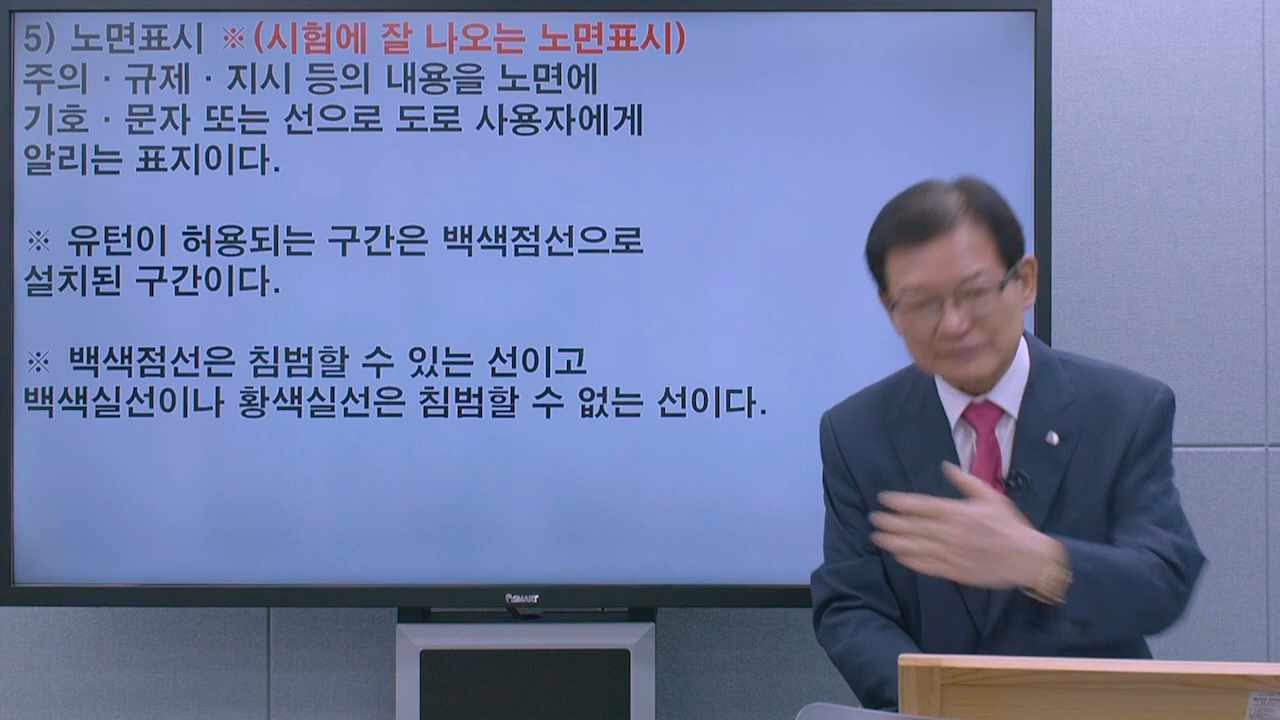 5) 노면표시 ※(시험에 잘 나오는 노면표시)
주의 · 규제 · 지시 등의 내용을 노면에
기호 · 문자 또는 선으로 도로 사용자에게
알리는 표지이다.
※ 유턴이 허용되는 구간은 백색점선으로
설치된 구간이다.
※ 백색점선은 침범할 수 있는 선이고
백색실선이나 황색실선은 침범할 수 없는 선이다.
SMART